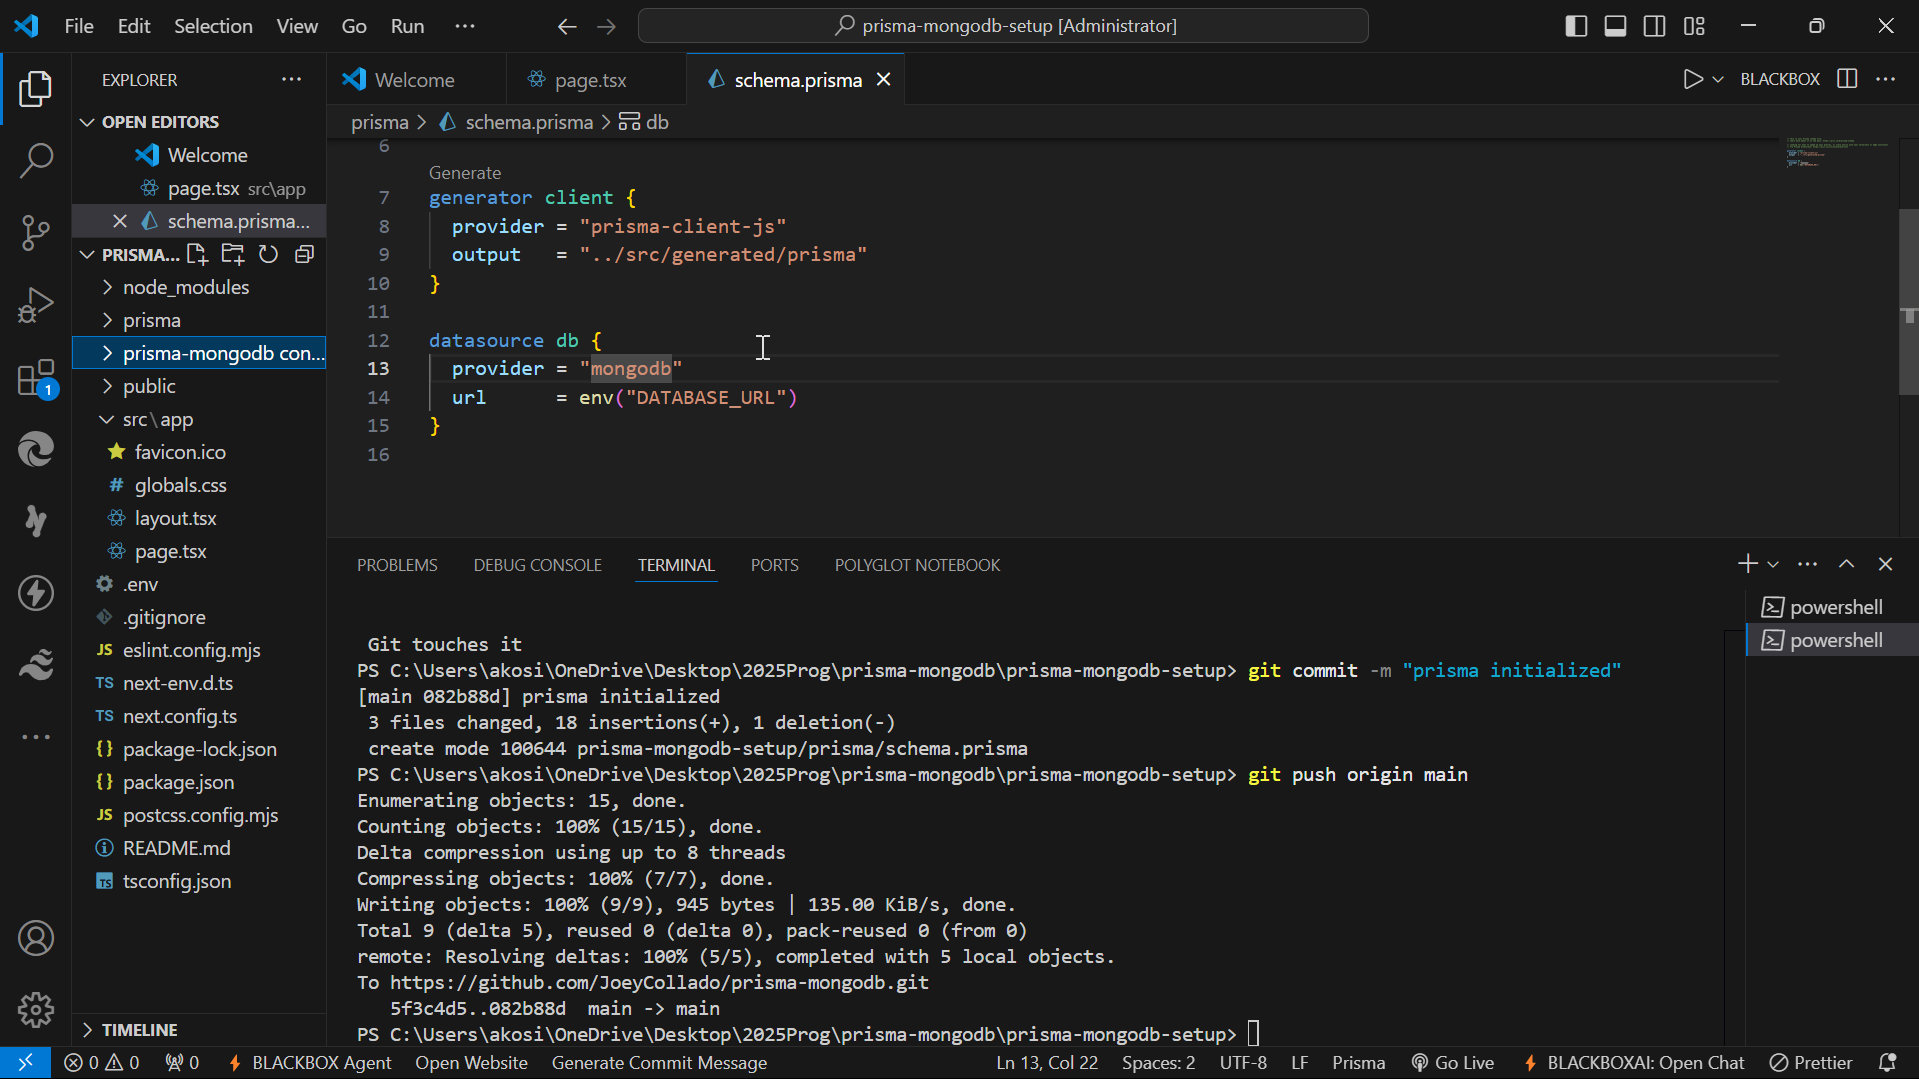 File Edit Selection View Go Run ···
prisma-mongodb-setup [Administrator]
EXPLORER
Welcome
page.tsx
schema.prisma
BLACKBOX
OPEN EDITORS
Welcome
page.tsx src\app
schema.prisma...
PRISMA...
node_modules
prisma
prisma-mongodb con...
public
src\app
favicon.ico
# globals.css
layout.tsx
page.tsx
.env
.gitignore
JS eslint.config.mjs
TS next-env.d.ts
TS next.config.ts
{} package-lock.json
{} package.json
JS postcss.config.mjs
README.md
TS tsconfig.json
TIMELINE
1
prisma > schema.prisma > db
6
Generate
7 generator client {
8 provider = "prisma-client-js"
9 output   = "../src/generated/prisma"
10 }
11
12 datasource db {
13 provider = "mongodb"
14 url      = env("DATABASE_URL")
15 }
16
PROBLEMS DEBUG CONSOLE TERMINAL PORTS POLYGLOT NOTEBOOK
powershell
powershell
Git touches it
PS C:\Users\akosi\OneDrive\Desktop\2025Prog\prisma-mongodb\prisma-mongodb-setup> git commit -m "prisma initialized"
[main 082b88d] prisma initialized
3 files changed, 18 insertions(+), 1 deletion(-)
create mode 100644 prisma-mongodb-setup/prisma/schema.prisma
PS C:\Users\akosi\OneDrive\Desktop\2025Prog\prisma-mongodb\prisma-mongodb-setup> git push origin main
Enumerating objects: 15, done.
Counting objects: 100% (15/15), done.
Delta compression using up to 8 threads
Compressing objects: 100% (7/7), done.
Writing objects: 100% (9/9), 945 bytes | 135.00 KiB/s, done.
Total 9 (delta 5), reused 0 (delta 0), pack-reused 0 (from 0)
remote: Resolving deltas: 100% (5/5), completed with 5 local objects.
To https://github.com/JoeyCollado/prisma-mongodb.git
5f3c4d5..082b88d  main -> main
PS C:\Users\akosi\OneDrive\Desktop\2025Prog\prisma-mongodb\prisma-mongodb-setup>
0 0 0 BLACKBOX Agent Open Website Generate Commit Message Ln 13, Col 22 Spaces: 2 UTF-8 LF Prisma Go Live BLACKBOXAI: Open Chat Prettier